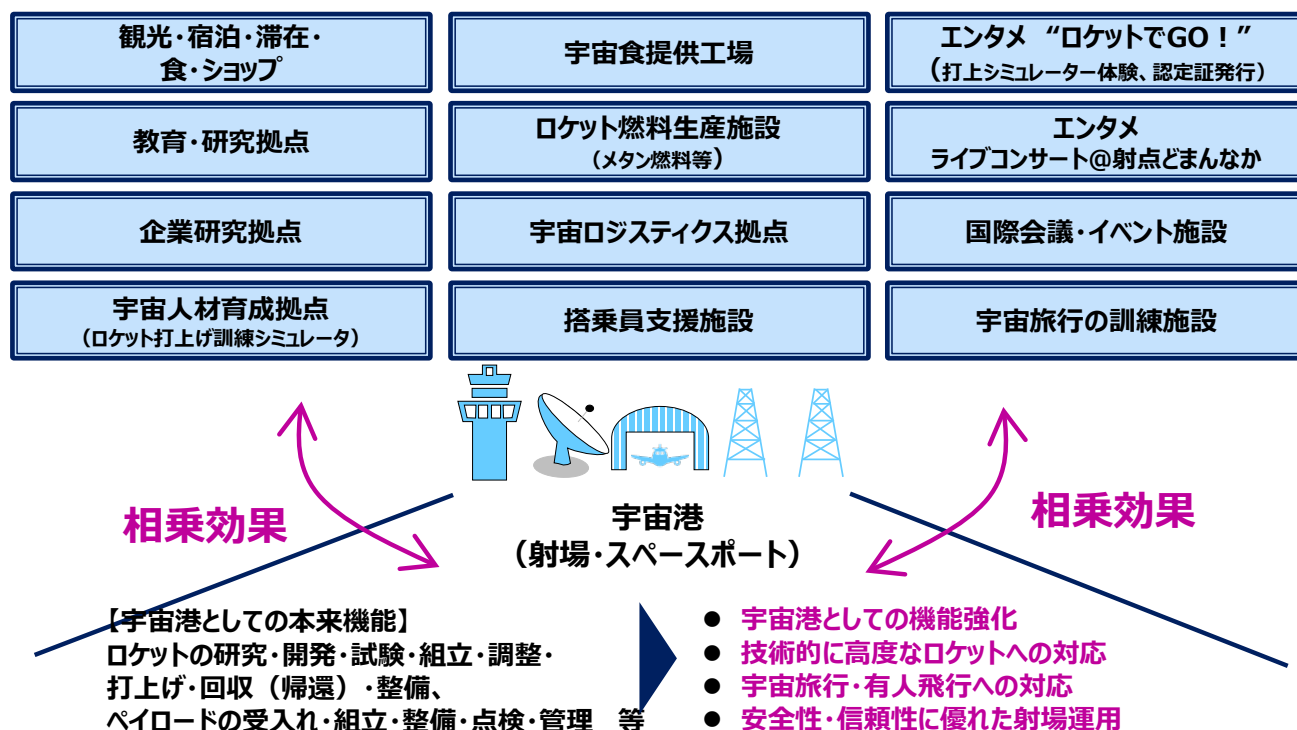 観光・宿泊・滞在・
食・ショップ
宇宙食提供工場
エンタメ “ロケットでGO！”
（打上シミュレーター体験、認定証発行）
教育・研究拠点
ロケット燃料生産施設
（メタン燃料等）
エンタメ
ライブコンサート@射点どまんなか
企業研究拠点
宇宙ロジスティクス拠点
国際会議・イベント施設
宇宙人材育成拠点
（ロケット打上げ訓練シミュレータ）
搭乗員支援施設
宇宙旅行の訓練施設
相乗効果
宇宙港
（射場・スペースポート）
相乗効果
【宇宙港としての本来機能】
ロケットの研究・開発・試験・組立・調整・
打上げ・回収（帰還）・整備、
ペイロードの受入れ・組立・整備・点検・管理　等
● 宇宙港としての機能強化
● 技術的に高度なロケットへの対応
● 宇宙旅行・有人飛行への対応
● 安全性・信頼性に優れた射場運用